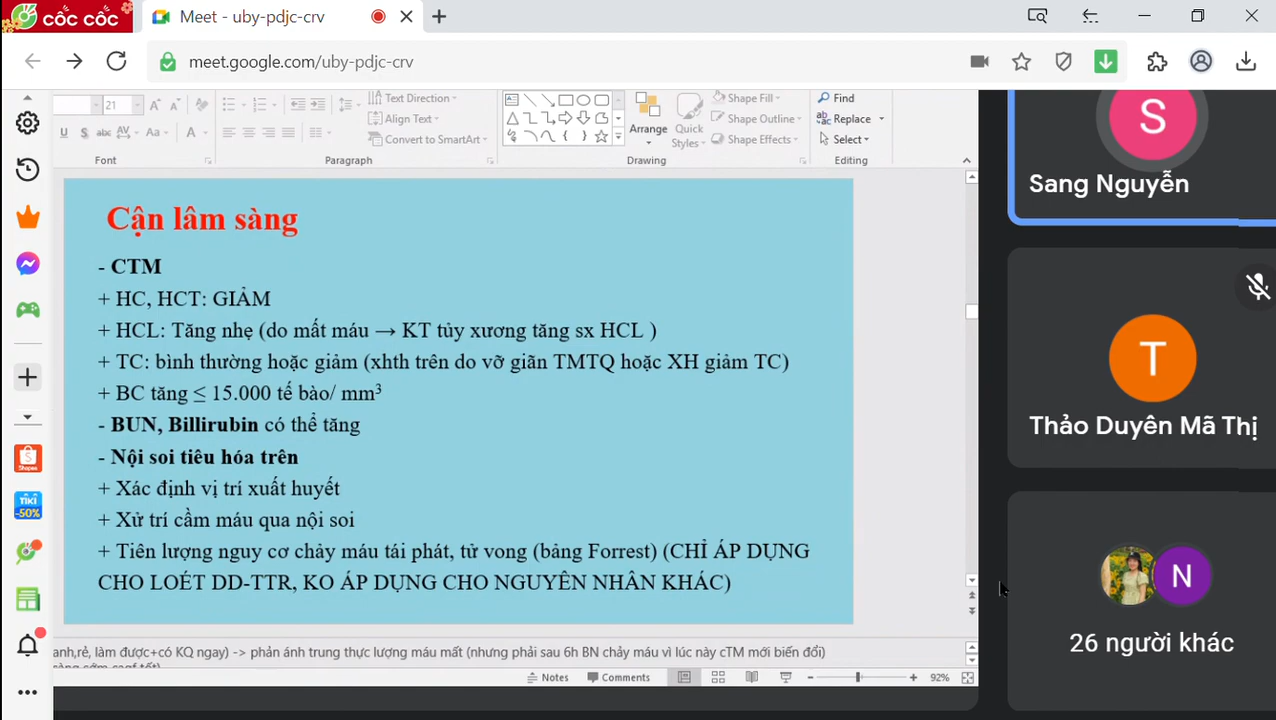 cốc cốc
Meet - uby-pdjc-crv
meet.google.com/uby-pdjc-crv
21
Text Direction
Align Text
Convert to SmartArt
Arrange
Quick
Styles
Shape Fill
Shape Outline
Shape Effects
Find
Replace
Select
Font
Paragraph
Drawing
Editing
Cận lâm sàng
- CTM
+ HC, HCT: GIẢM
+ HCL: Tăng nhẹ (do mất máu → KT tủy xương tăng sx HCL )
+ TC: bình thường hoặc giảm (xhth trên do vỡ giãn TMTQ hoặc XH giảm TC)
+ BC tăng ≤ 15.000 tế bào/ mm³
- BUN, Billirubin có thể tăng
- Nội soi tiêu hóa trên
+ Xác định vị trí xuất huyết
+ Xử trí cầm máu qua nội soi
+ Tiên lượng nguy cơ chảy máu tái phát, tử vong (bảng Forrest) (CHỈ ÁP DỤNG
CHO LOÉT DD-TTR, KO ÁP DỤNG CHO NGUYÊN NHÂN KHÁC)
anh,rẻ, làm được+có KQ ngay) -> phản ánh trung thực lượng máu mất (nhưng phải sau 6h BN chảy máu vì lúc này cTM mới biến đổi)
Notes
Comments
92%
S
Sang Nguyễn
T
Thảo Duyên Mã Thị
N
26 người khác
Shopee
TIKI
-50%